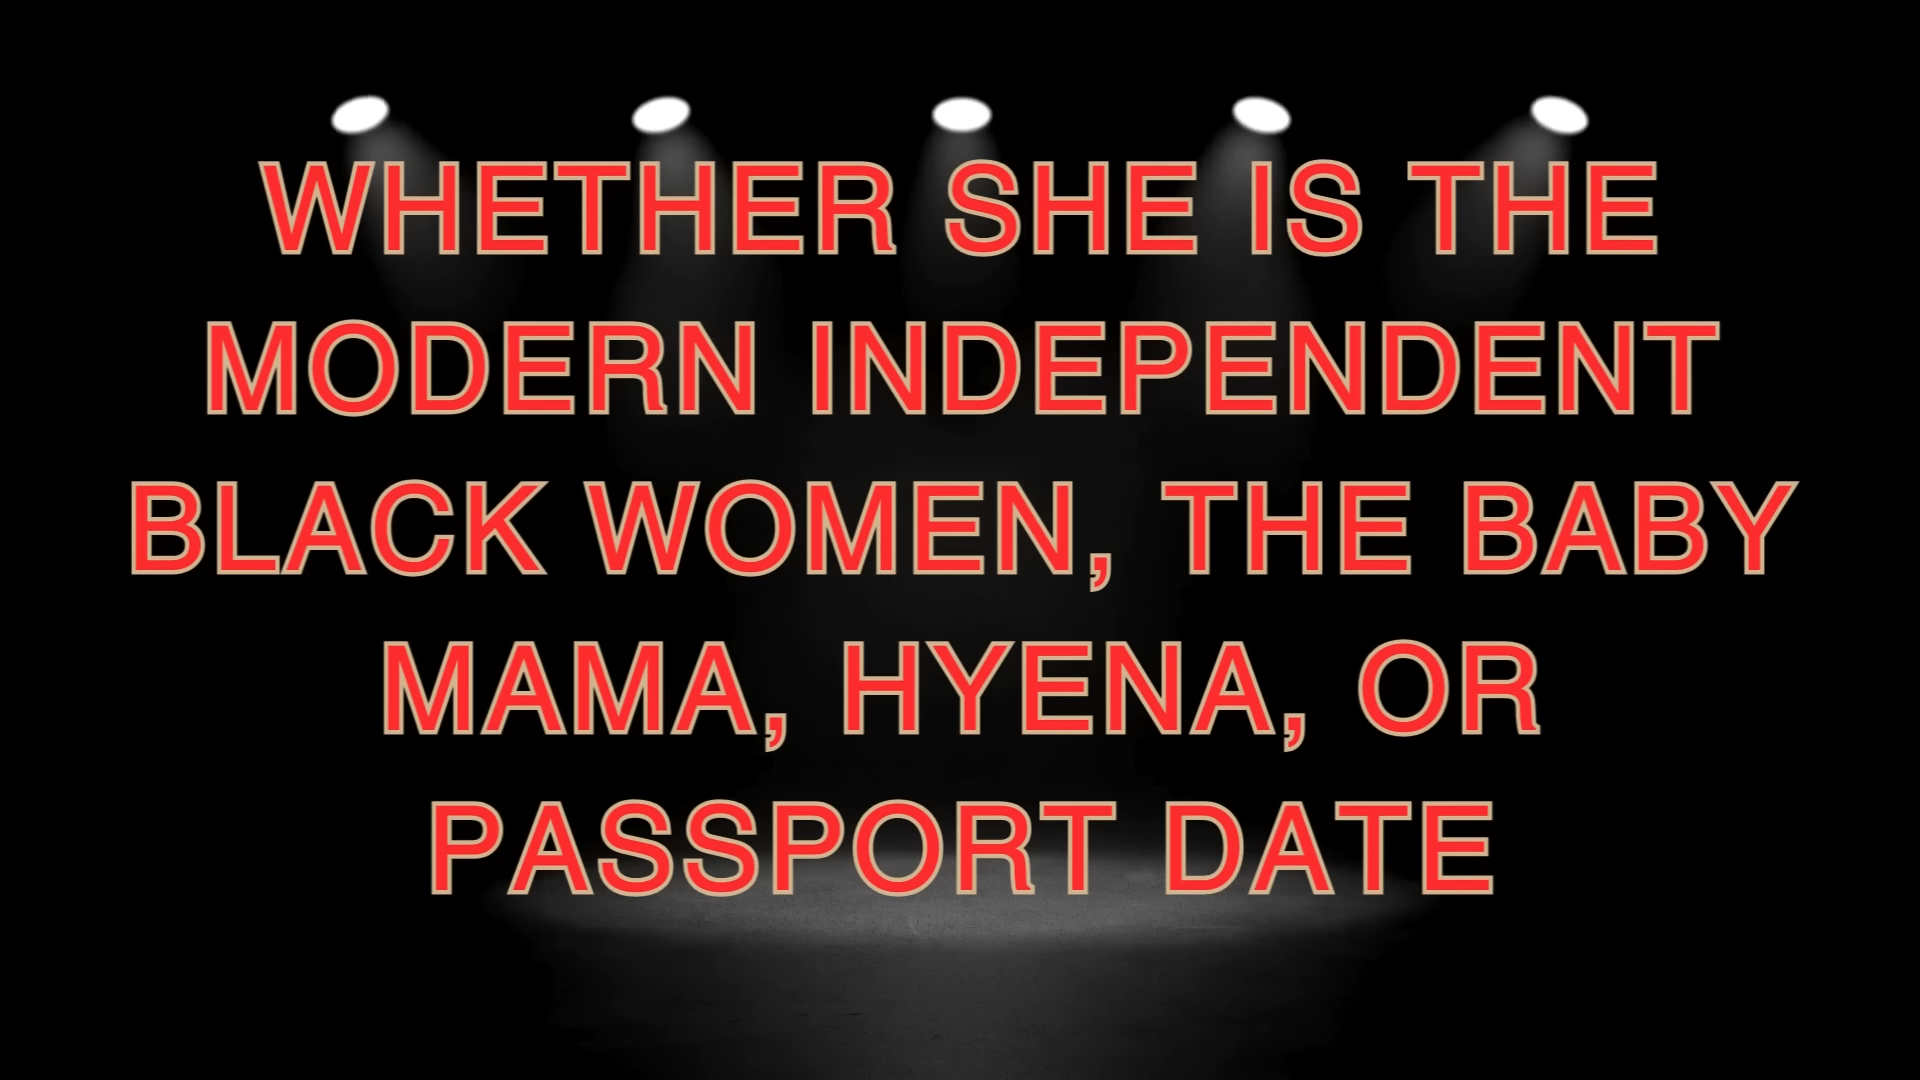 WHETHER SHE IS THE
MODERN INDEPENDENT
BLACK WOMEN, THE BABY
MAMA, HYENA, OR
PASSPORT DATE